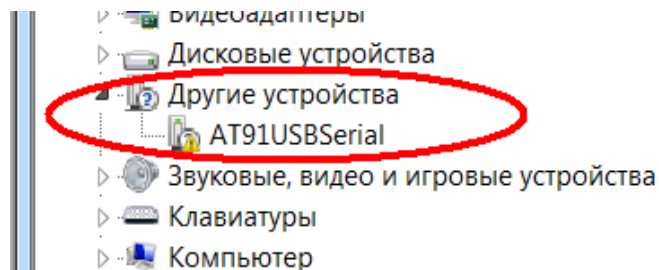 Видеоадаптеры
Дисковые устройства
Другие устройства
AT91USBSerial
Звуковые, видео и игровые устройства
Клавиатуры
Компьютер